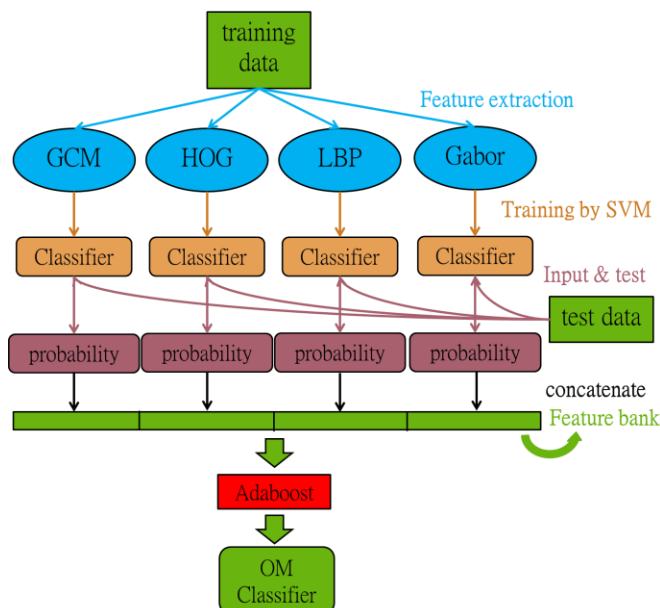 training
data
Feature extraction
GCM
HOG
LBP
Gabor
Training by SVM
Classifier
Classifier
Classifier
Classifier
Input & test
test data
probability
probability
probability
probability
concatenate
Feature bank
Adaboost
OM
Classifier